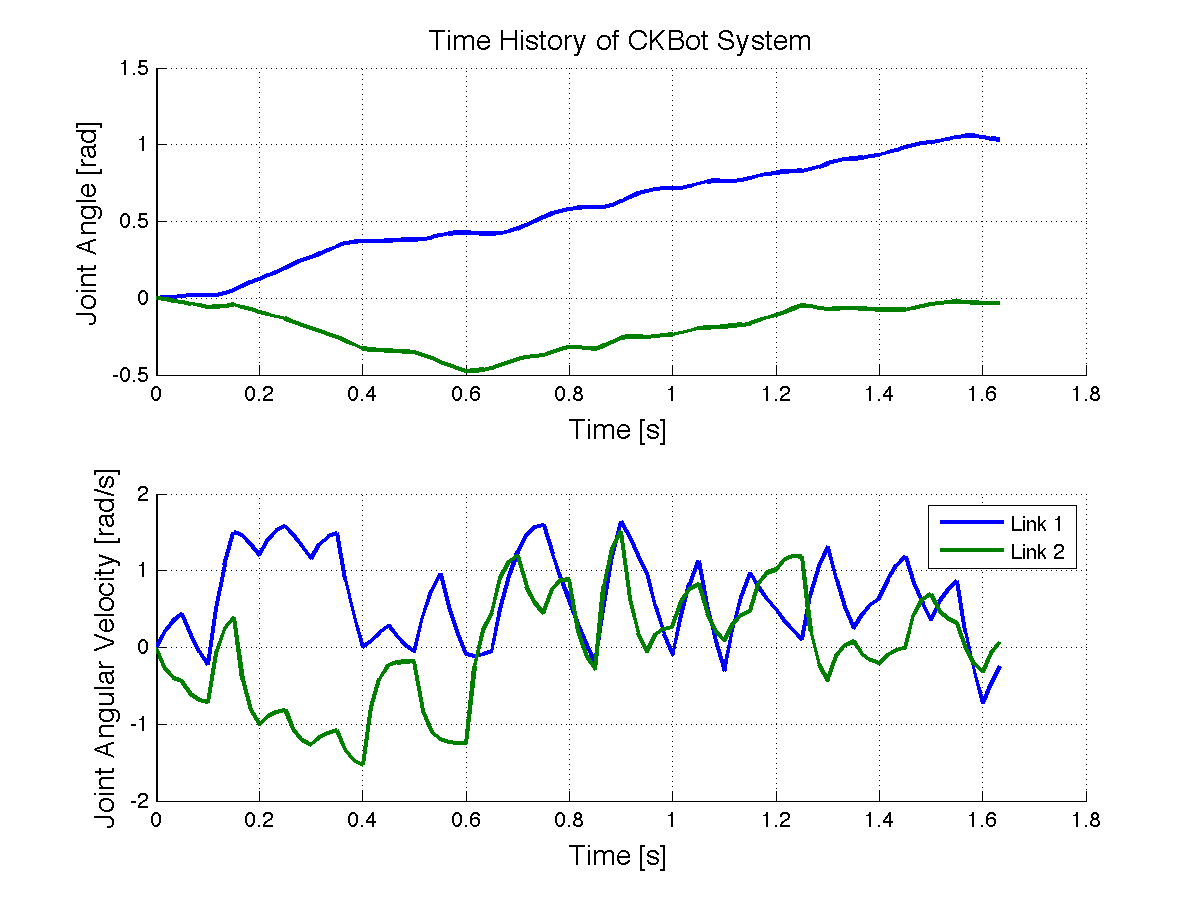 Time History of CKBot System
Joint Angle [rad]
1.5
1
0.5
0
-0.5
0 0.2 0.4 0.6 0.8 1 1.2 1.4 1.6 1.8
Time [s]
Joint Angular Velocity [rad/s]
2
1
0
-1
-2
Link 1
Link 2
0 0.2 0.4 0.6 0.8 1 1.2 1.4 1.6 1.8
Time [s]